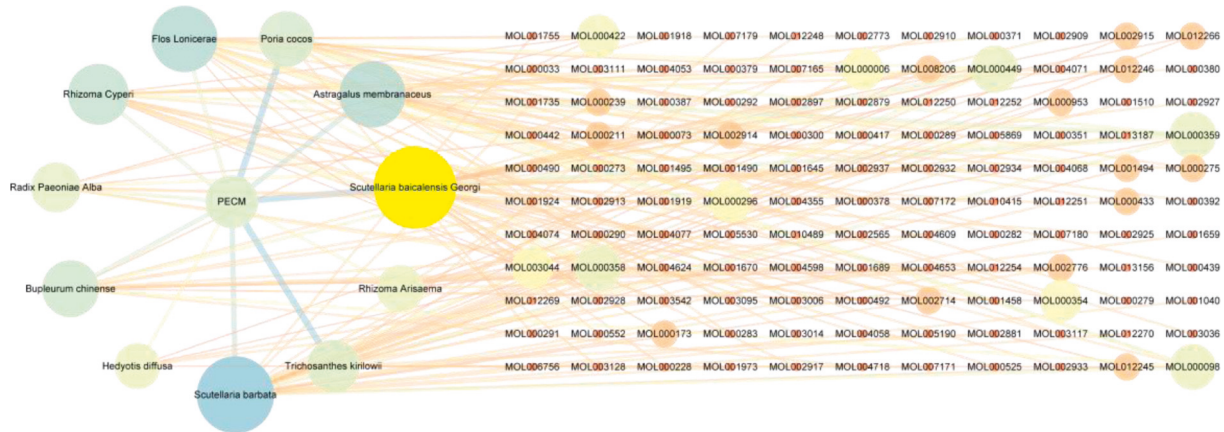 Flos Lonicerae
Poria cocos
Rhizoma Cyperi
Astragalus membranaceus
Radix Paeoniae Alba
PECM
Scutellaria baicalensis Georgi
Bupleurum chinense
Rhizoma Arisaema
Hedyotis diffusa
Trichosanthes kirilowii
Scutellaria barbata
MOL001755 MOL000422 MOL001918 MOL007179 MOL012248 MOL002773 MOL002910 MOL000371 MOL002909 MOL002915 MOL012266
MOL000033 MOL003111 MOL004053 MOL000379 MOL007165 MOL000006 MOL008206 MOL000449 MOL004071 MOL012246 MOL000380
MOL001735 MOL000239 MOL000387 MOL000292 MOL002897 MOL002879 MOL012250 MOL012252 MOL000953 MOL001510 MOL002927
MOL000442 MOL000211 MOL000073 MOL002914 MOL000300 MOL000417 MOL000289 MOL005869 MOL000351 MOL013187 MOL000359
MOL000490 MOL000273 MOL001495 MOL001490 MOL001645 MOL002937 MOL002932 MOL002934 MOL004068 MOL001494 MOL000275
MOL001924 MOL002913 MOL001919 MOL000296 MOL004355 MOL000378 MOL007172 MOL010415 MOL012251 MOL000433 MOL000392
MOL004074 MOL000290 MOL004077 MOL005530 MOL010489 MOL002565 MOL004609 MOL000282 MOL007180 MOL002925 MOL001659
MOL003044 MOL000358 MOL004624 MOL001670 MOL004598 MOL001689 MOL004653 MOL012254 MOL002776 MOL013156 MOL000439
MOL012269 MOL002928 MOL003542 MOL003095 MOL003006 MOL000492 MOL002714 MOL001458 MOL000354 MOL000279 MOL001040
MOL000291 MOL000552 MOL000173 MOL000283 MOL003014 MOL004058 MOL005190 MOL002881 MOL003117 MOL012270 MOL003036
MOL006756 MOL003128 MOL000228 MOL001973 MOL002917 MOL004718 MOL007171 MOL000525 MOL002933 MOL012245 MOL000098